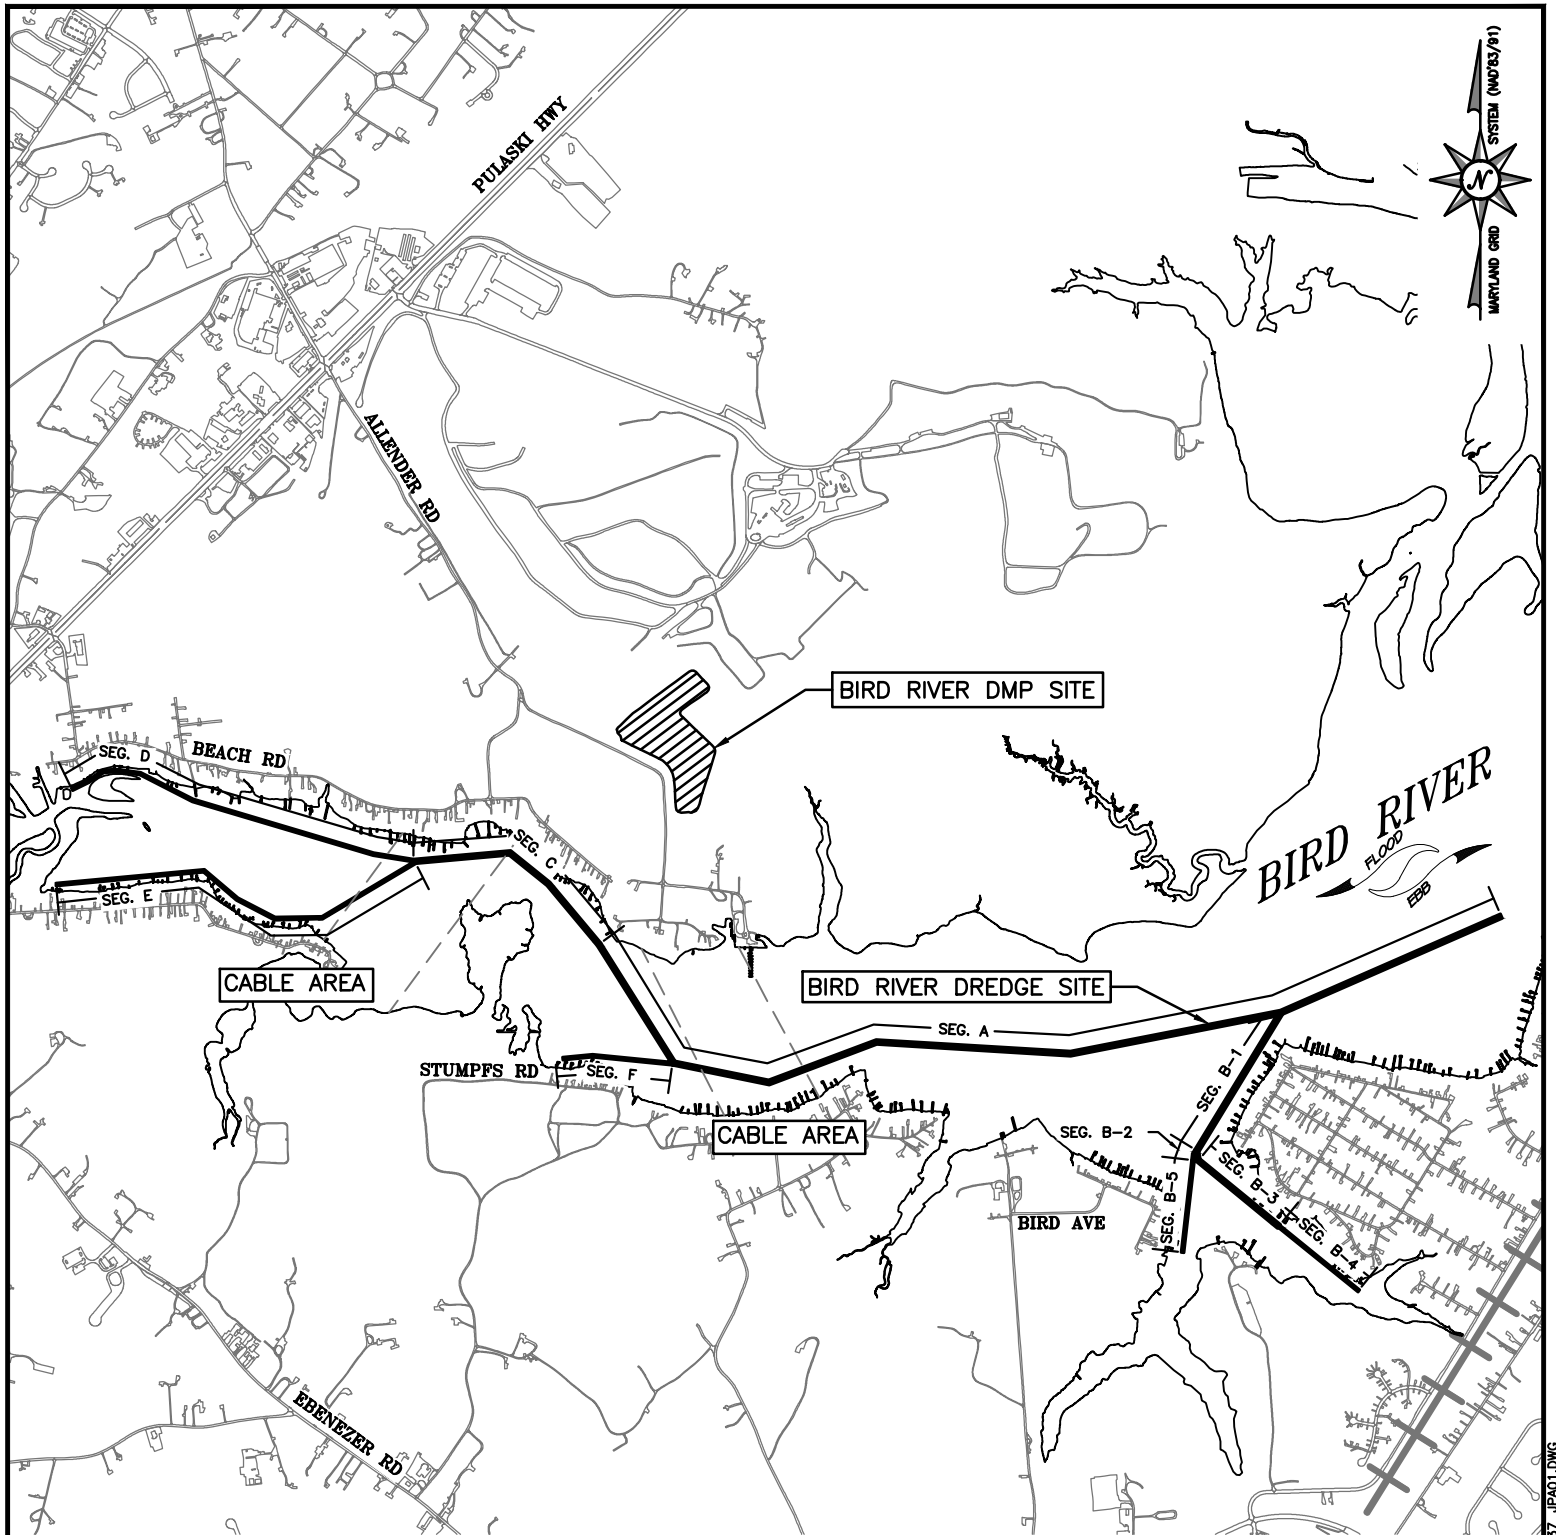 PULASKI HWY
SYSTEM (NAD'83/91)
N
MARYLAND GRID
ALLENDER RD
BIRD RIVER DMP SITE
SEG. D
BEACH RD
BIRD RIVER
FLOOD
EBB
SEG. C
SEG. E
CABLE AREA
BIRD RIVER DREDGE SITE
SEG. A
STUMPFS RD
SEG. F
SEG. B-1
CABLE AREA
SEG. B-2
SEG. B-3
SEG. B-5
BIRD AVE
SEG. B-4
EBENEZER RD
JPA01.DWG